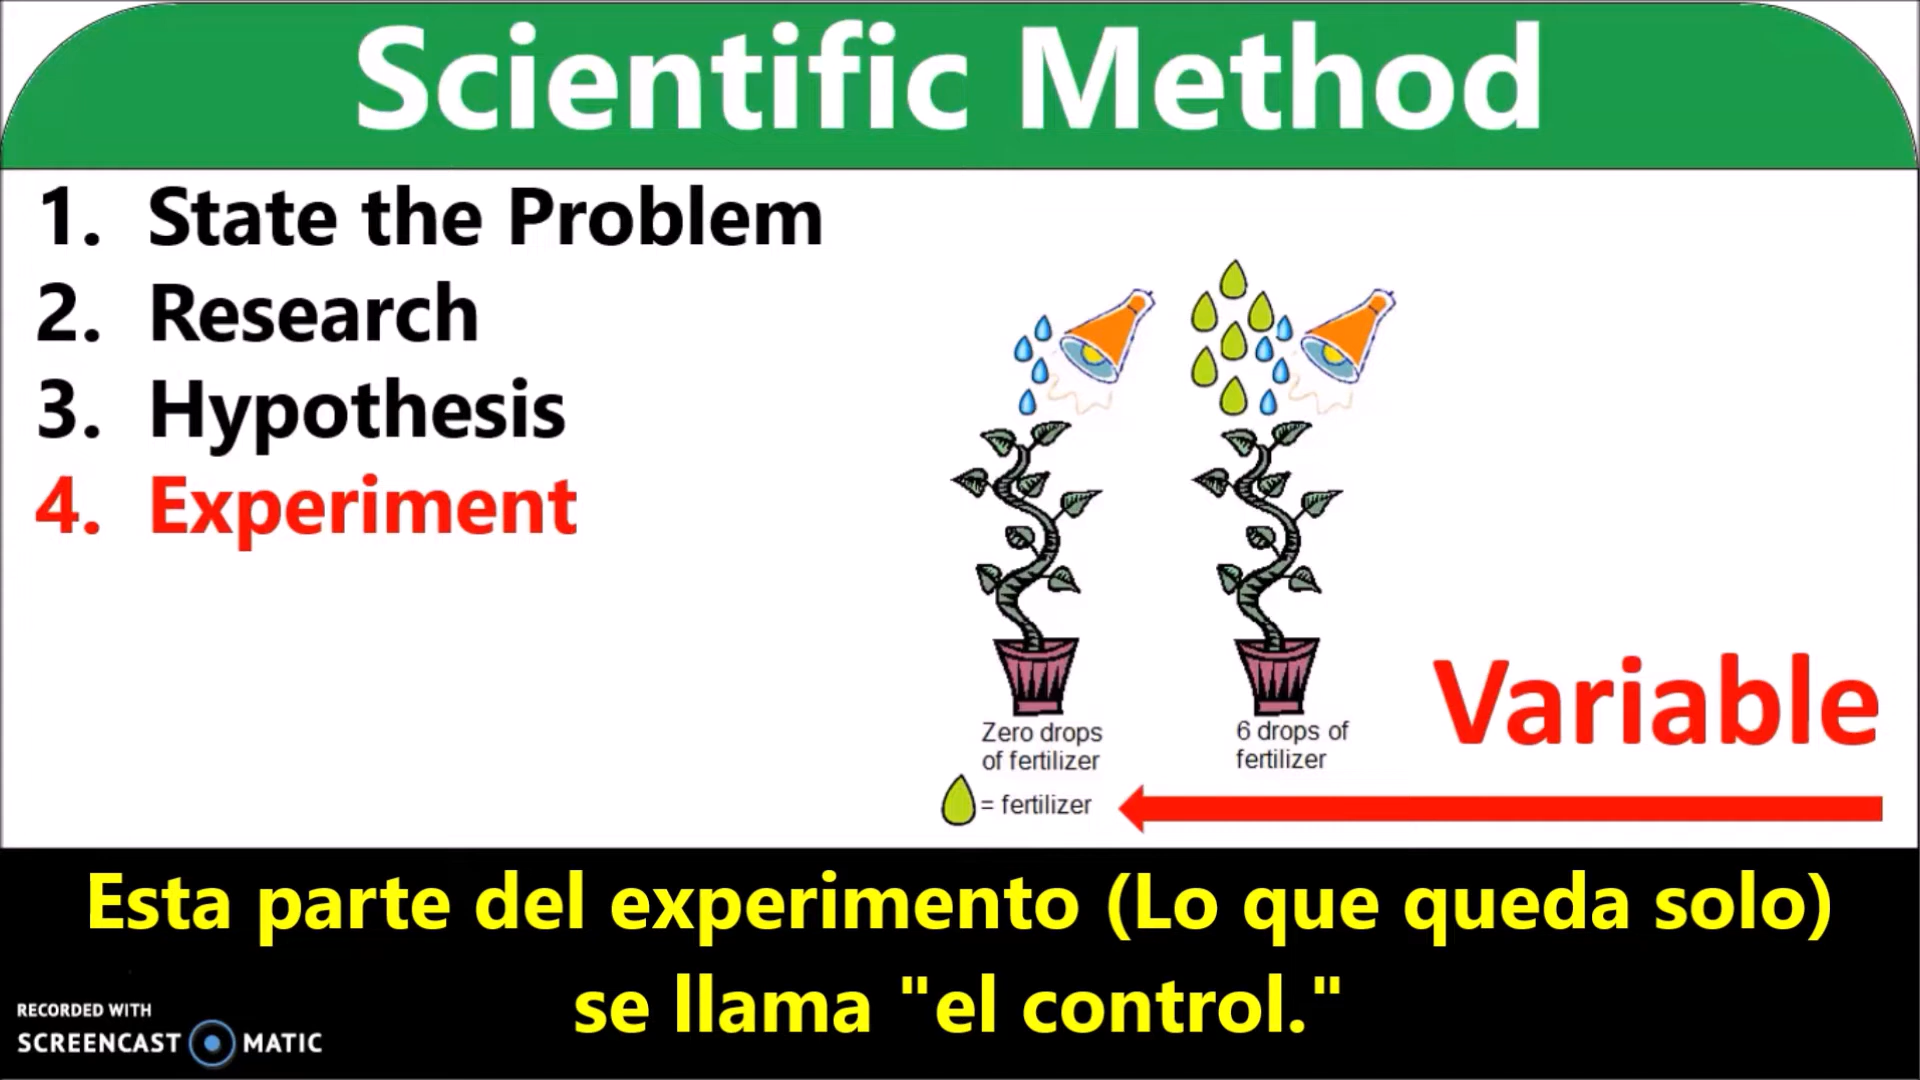 Scientific Method
1. State the Problem
2. Research
3. Hypothesis
4. Experiment
Zero drops
of fertilizer
6 drops of
fertilizer
= fertilizer
Variable
Esta parte del experimento (Lo que queda solo)
se llama "el control."
RECORDED WITH
SCREENCAST MATIC